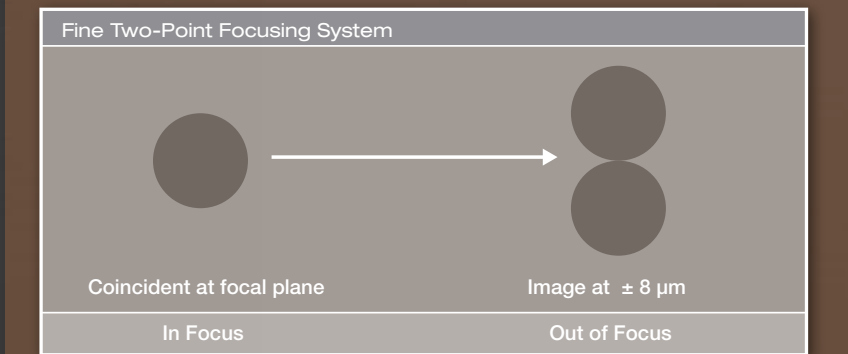 Fine Two-Point Focusing System
Coincident at focal plane
Image at ± 8 µm
In Focus
Out of Focus